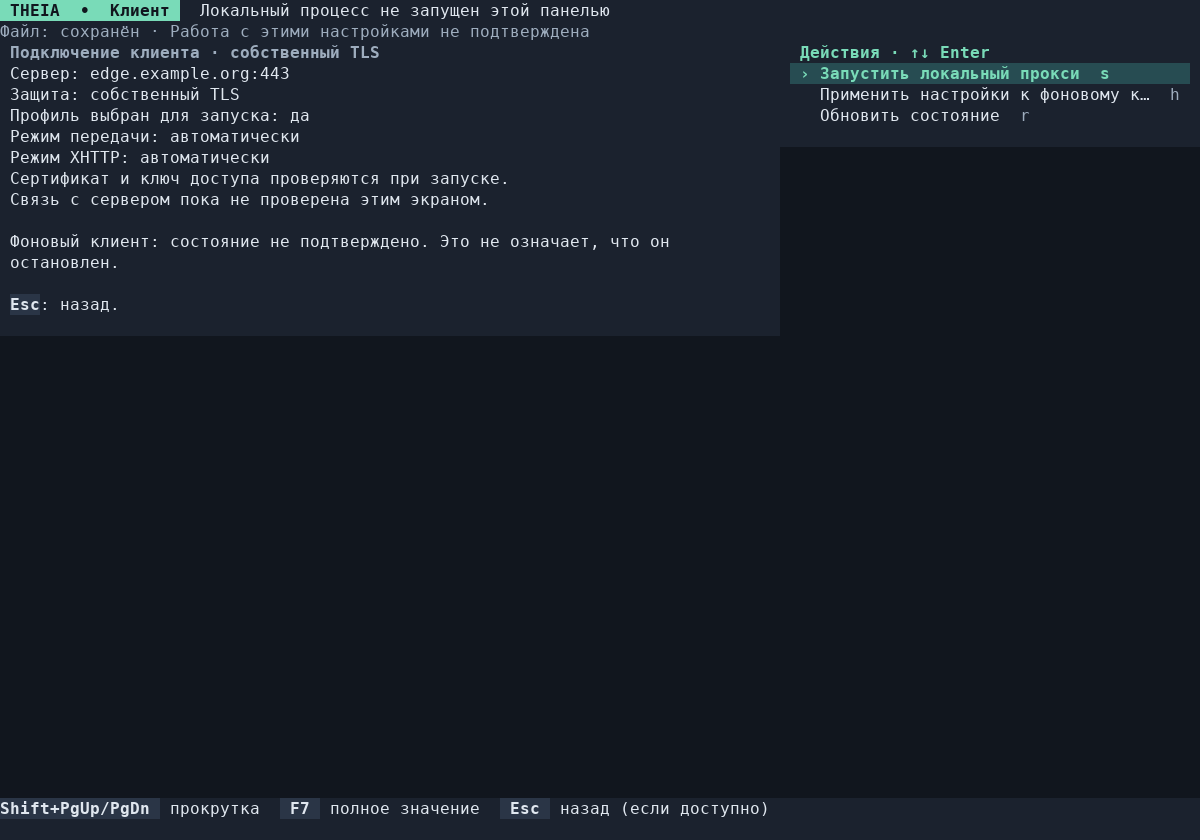 THEIA • Клиент Локальный процесс не запущен этой панелью
Файл: сохранён · Работа с этими настройками не подтверждена
Подключение клиента · собственный TLS
Сервер: edge.example.org:443
Защита: собственный TLS
Профиль выбран для запуска: да
Режим передачи: автоматически
Режим XHTTP: автоматически
Сертификат и ключ доступа проверяются при запуске.
Связь с сервером пока не проверена этим экраном.
Фоновый клиент: состояние не подтверждено. Это не означает, что он
остановлен.
Esc: назад.
Действия · ↑↓ Enter
› Запустить локальный прокси s
Применить настройки к фоновому к… h
Обновить состояние r
Shift+PgUp/PgDn прокрутка F7 полное значение Esc назад (если доступно)